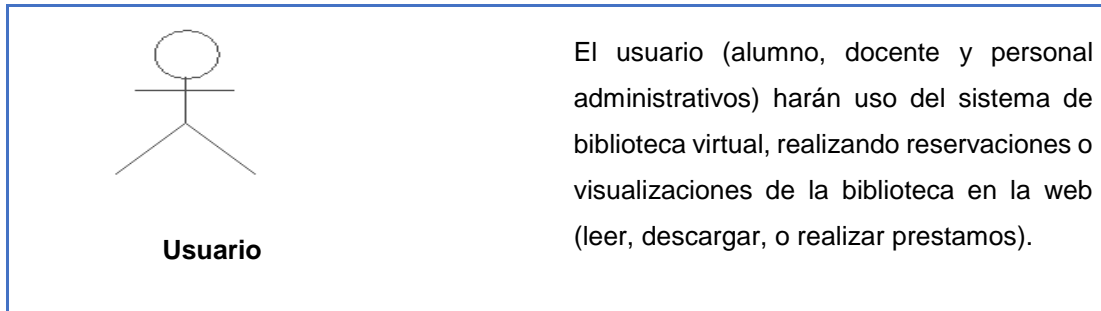 El usuario (alumno, docente y personal
administrativos) harán uso del sistema de
biblioteca virtual, realizando reservaciones o
visualizaciones de la biblioteca en la web
(leer, descargar, o realizar prestamos).
Usuario